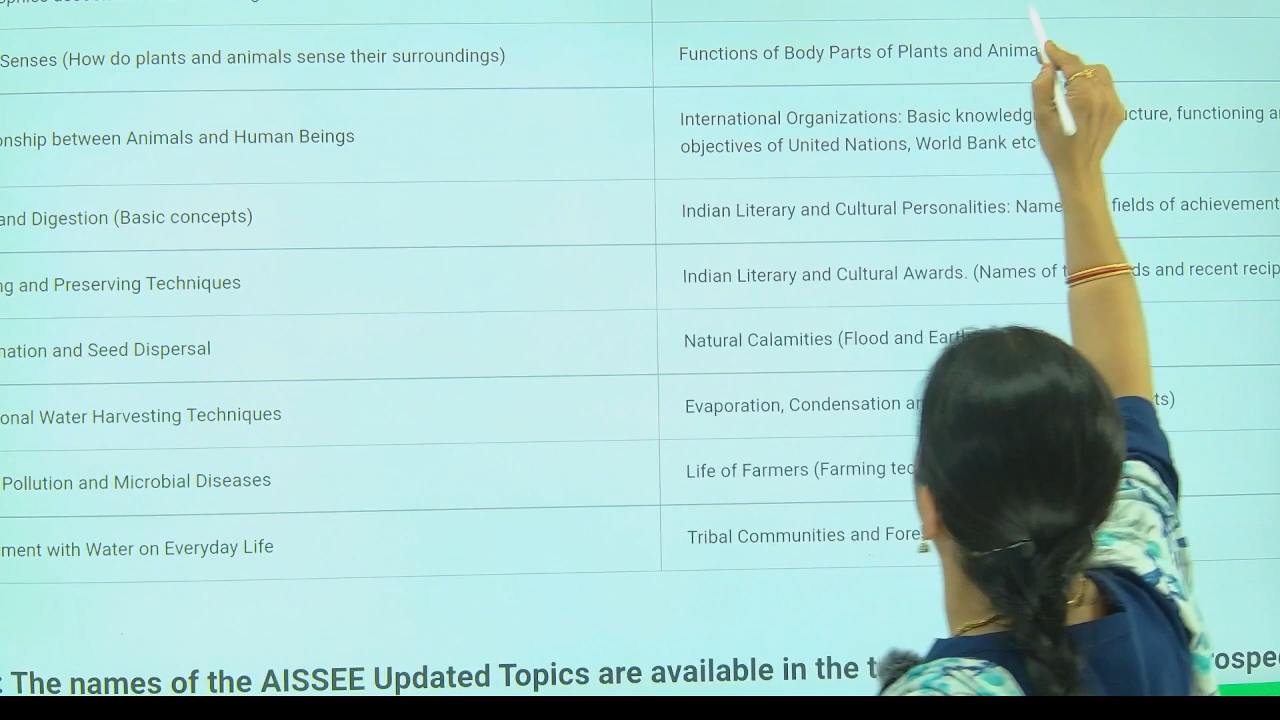 Senses (How do plants and animals sense their surroundings)
Functions of Body Parts of Plants and Anima
onship between Animals and Human Beings
International Organizations: Basic knowledg ucture, functioning
objectives of United Nations, World Bank etc
and Digestion (Basic concepts)
Indian Literary and Cultural Personalities: Name fields of achievement
ng and Preserving Techniques
Indian Literary and Cultural Awards. (Names of ds and recent recip
nation and Seed Dispersal
Natural Calamities (Flood and Eart
onal Water Harvesting Techniques
Evaporation, Condensation ts)
Pollution and Microbial Diseases
Life of Farmers (Farming tec
ment with Water on Everyday Life
Tribal Communities and Fore
: The names of the AISSEE Updated Topics are available in the t rospe